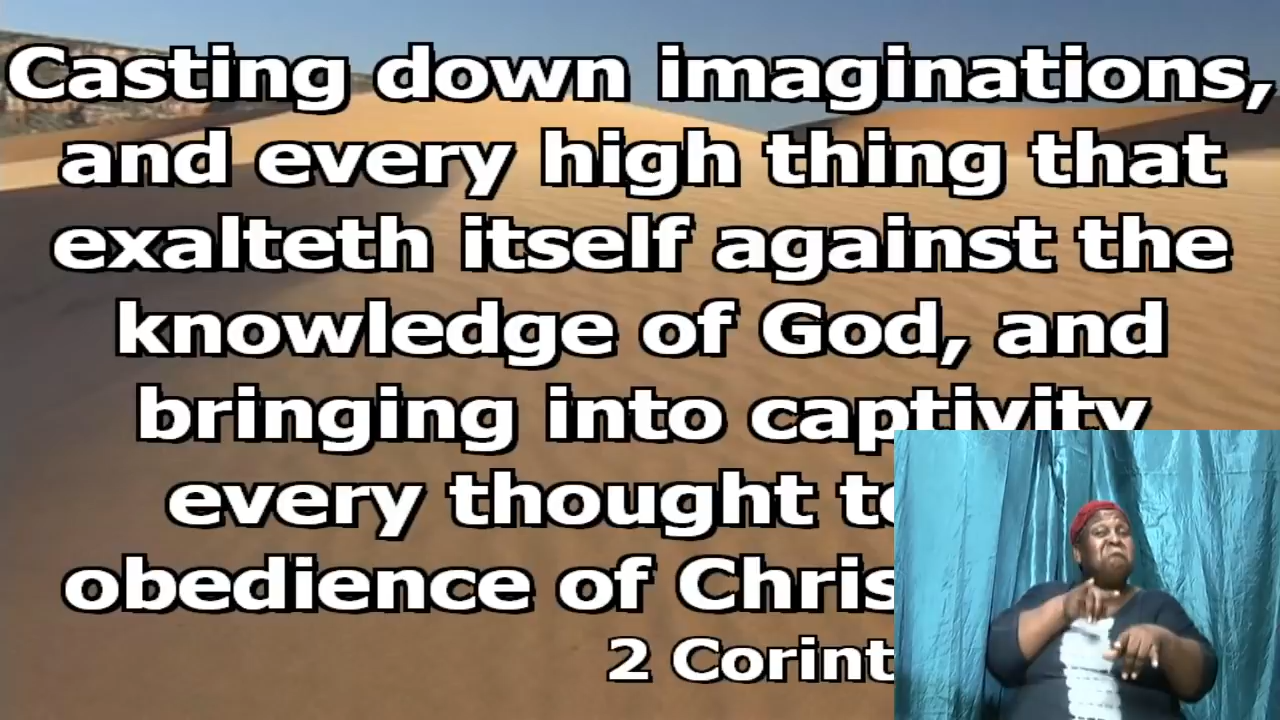 Casting down imaginations,
and every high thing that
exalteth itself against the
knowledge of God, and
bringing into captivity
every thought
obedience of
2